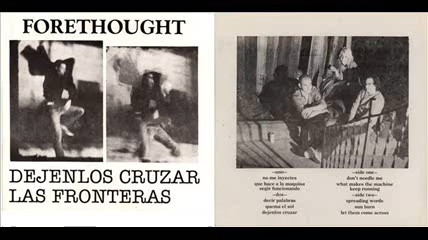 FORETHOUGHT
DEJENLOS CRUZAR
LAS FRONTERAS
—uno—
no me inyectes
que hace a la maquina
seguir funcionando
—dos—
decir palabras
quema el sol
dejenlos cruzar
—side one—
don't needle me
what makes the machine
keep running
—side two—
spreading words
sun burn
let them come across